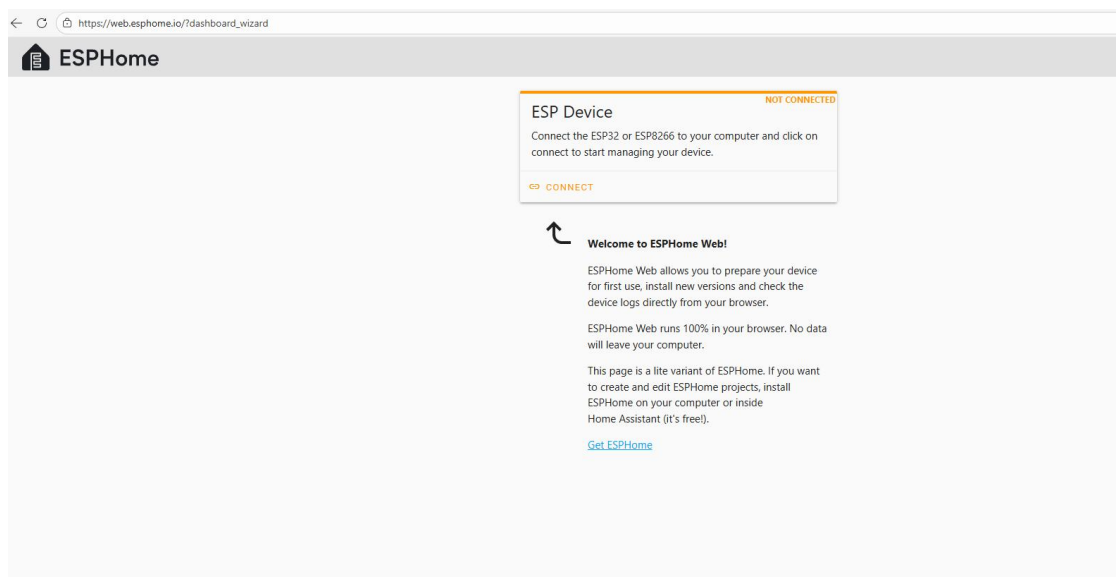 https://web.esphome.io/?dashboard_wizard
ESPHome
NOT CONNECTED
ESP Device
Connect the ESP32 or ESP8266 to your computer and click on
connect to start managing your device.
CONNECT
Welcome to ESPHome Web!
ESPHome Web allows you to prepare your device
for first use, install new versions and check the
device logs directly from your browser.
ESPHome Web runs 100% in your browser. No data
will leave your computer.
This page is a lite variant of ESPHome. If you want
to create and edit ESPHome projects, install
ESPHome on your computer or inside
Home Assistant (it's free!).
Get ESPHome